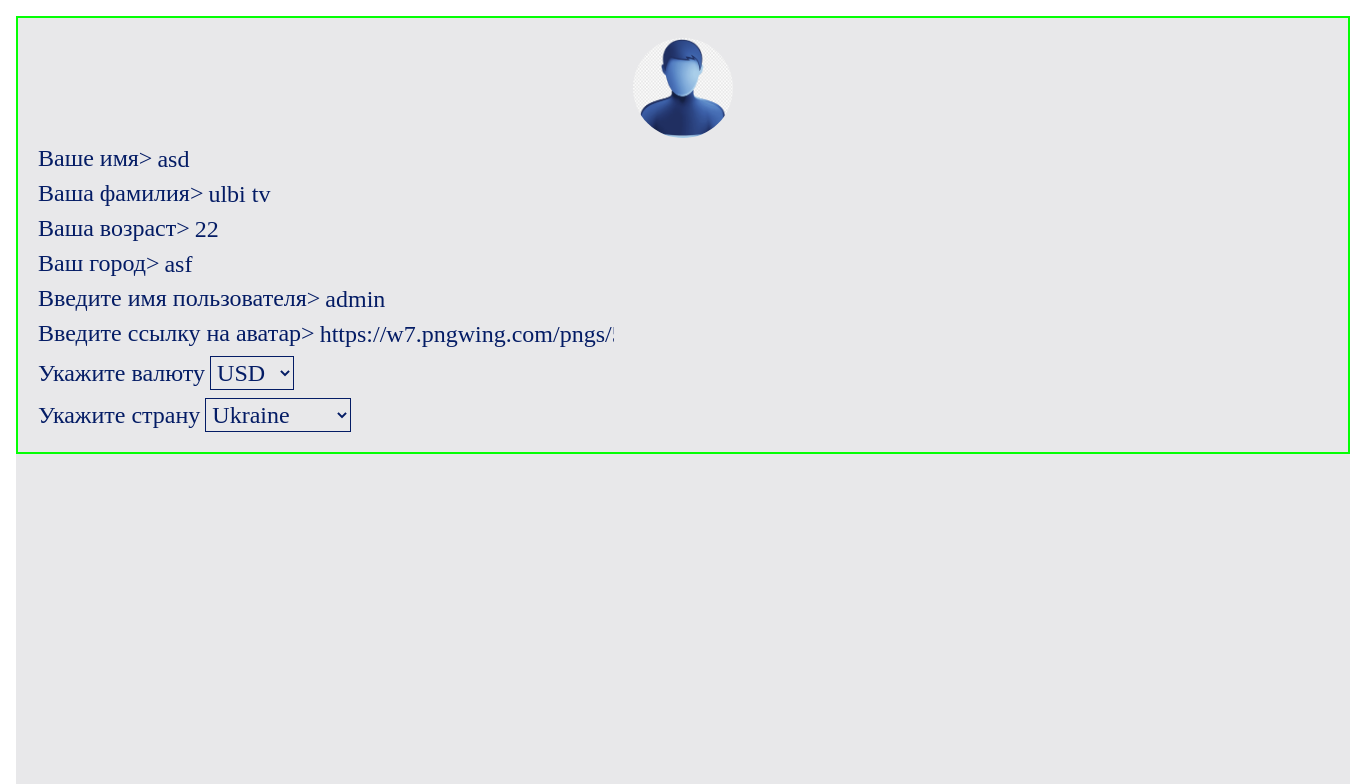 Ваше имя> asd
Ваша фамилия> ulbi tv
Ваша возраст> 22
Ваш город> asf
Введите имя пользователя> admin
Введите ссылку на аватар> https://w7.pngwing.com/pngs/
Укажите валюту USD
Укажите страну Ukraine